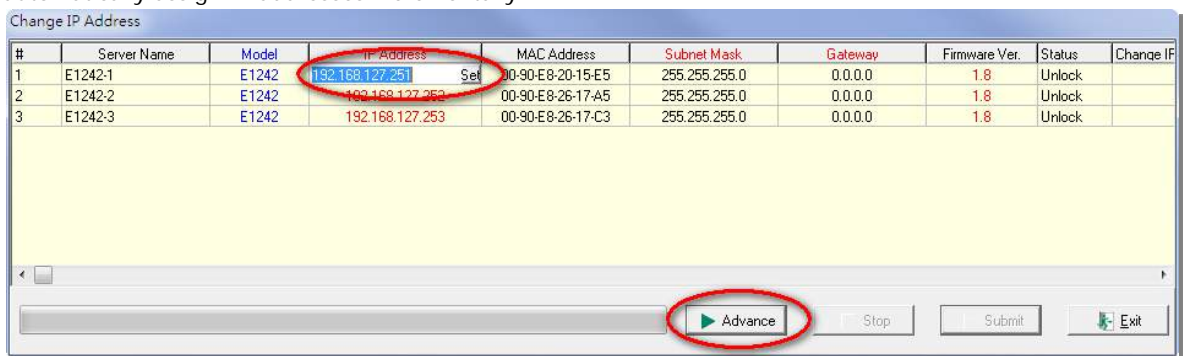 Change IP Address
# Server Name Model IP Address MAC Address Subnet Mask Gateway Firmware Ver. Status Change IP
1 E1242-1 E1242 192.168.127.251 Set 00-90-E8-20-15-E5 255.255.255.0 0.0.0.0 1.8 Unlock
2 E1242-2 E1242 192.168.127.252 00-90-E8-26-17-A5 255.255.255.0 0.0.0.0 1.8 Unlock
3 E1242-3 E1242 192.168.127.253 00-90-E8-26-17-C3 255.255.255.0 0.0.0.0 1.8 Unlock
Advance Stop Submit Exit